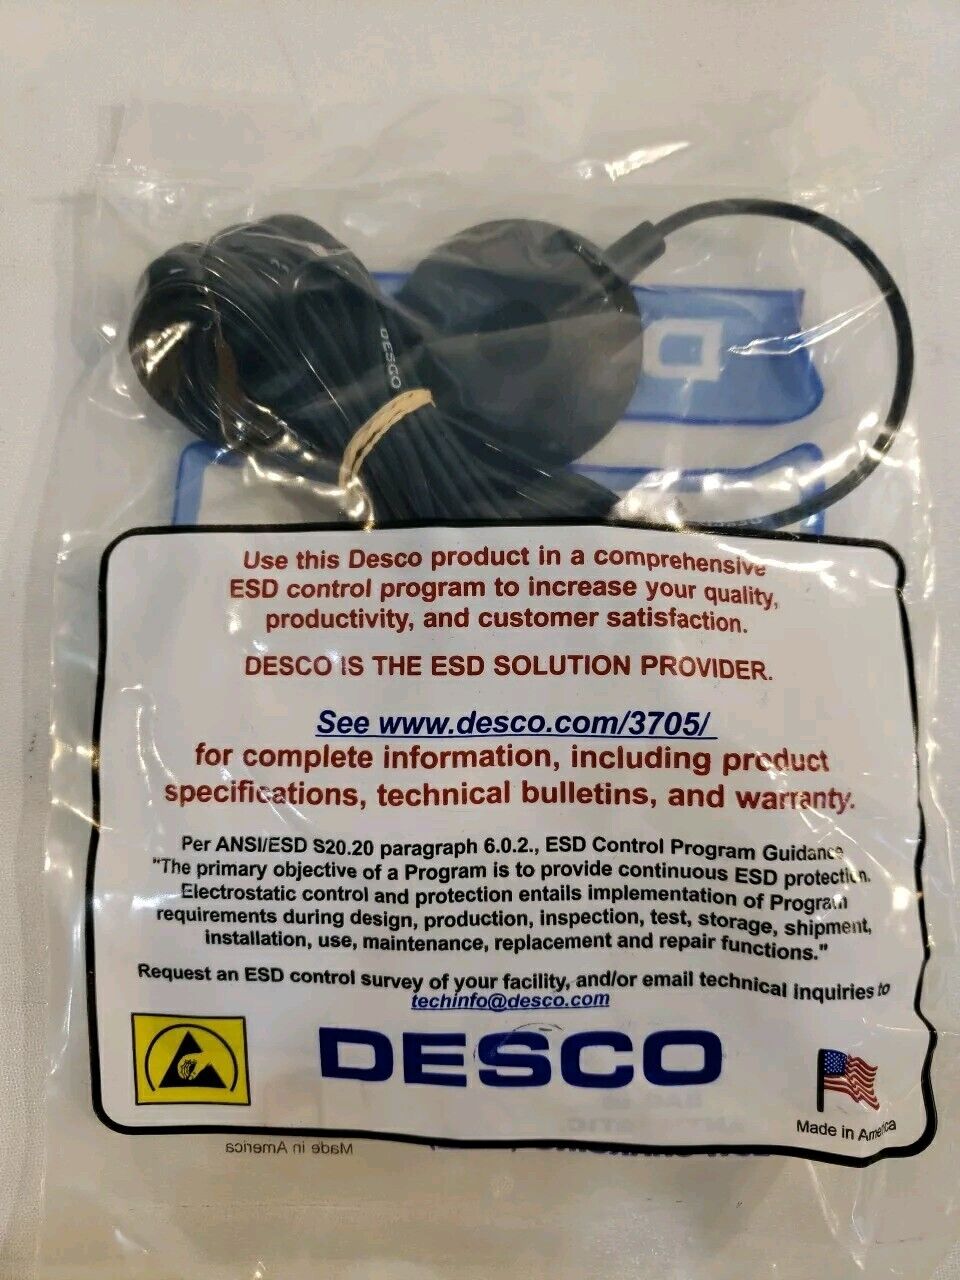 DESCO
D
Use this Desco product in a comprehensive
ESD control program to increase your quality,
productivity, and customer satisfaction.
DESCO IS THE ESD SOLUTION PROVIDER.
See www.desco.com/3705/
for complete information, including product
specifications, technical bulletins, and warranty.
Per ANSI/ESD S20.20 paragraph 6.0.2., ESD Control Program Guidance
"The primary objective of a Program is to provide continuous ESD protection.
Electrostatic control and protection entails implementation of Program
requirements during design, production, inspection, test, storage, shipment,
installation, use, maintenance, replacement and repair functions."
Request an ESD control survey of your facility, and/or email technical inquiries to
techinfo@desco.com
DESCO
Made in America
Made in America